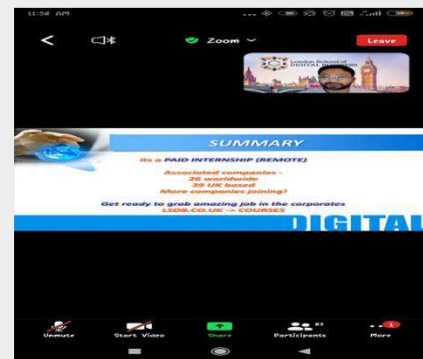 11:58 AM
Zoom
Leave
London School of
DIGITAL BUSINESS
SUMMARY
Its a PAID INTERNSHIP (REMOTE)
Associated companies -
26 worldwide
39 UK based
More companies joining!
Get ready to grab amazing job in the corporates
LSDB.CO.UK -> COURSES
DIGITAL
Unmute
Start Video
Share
Participants
More